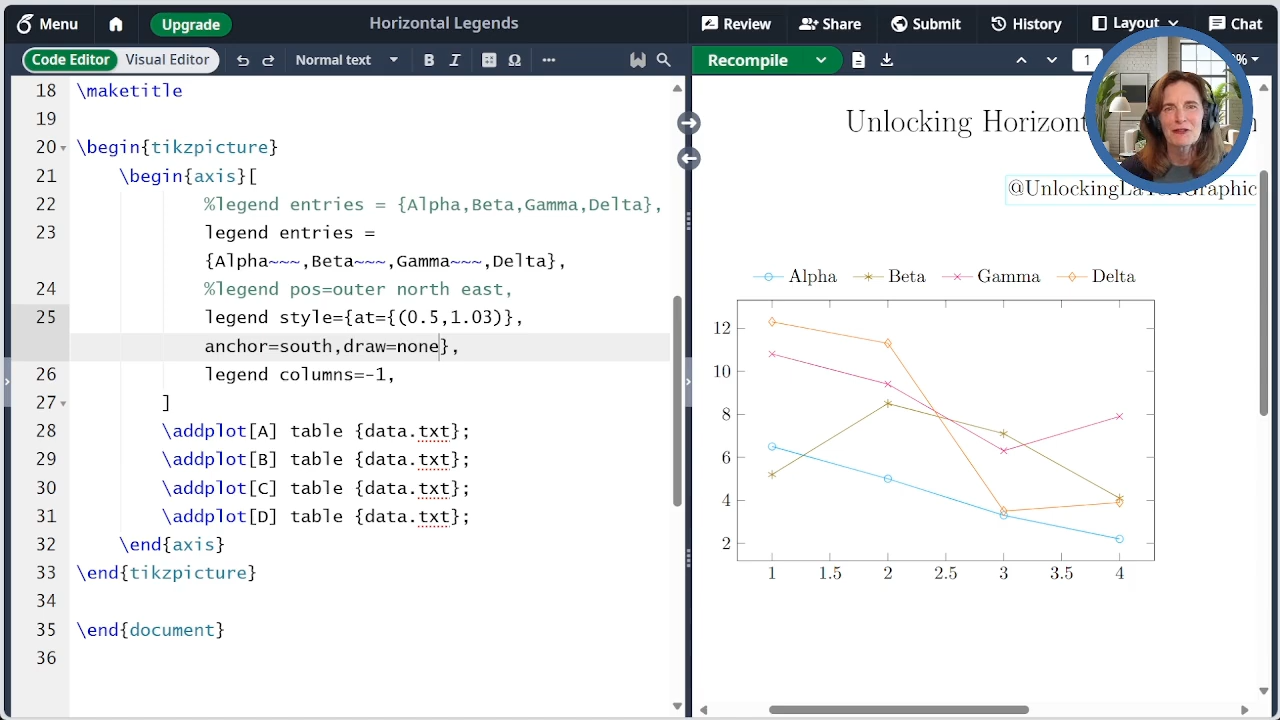 Menu
Upgrade
Horizontal Legends
Review
Share
Submit
History
Layout
Chat
Code Editor
Visual Editor
Normal text
B
I
Ω
Recompile
1
%
18 \maketitle
19
20 \begin{tikzpicture}
21 \begin{axis}[
22 %legend entries = {Alpha,Beta,Gamma,Delta},
23 legend entries =
{Alpha~~~,Beta~~~,Gamma~~~,Delta},
24 %legend pos=outer north east,
25 legend style={at={(0.5,1.03)},
anchor=south,draw=none},
26 legend columns=-1,
27 ]
28 \addplot[A] table {data.txt};
29 \addplot[B] table {data.txt};
30 \addplot[C] table {data.txt};
31 \addplot[D] table {data.txt};
32 \end{axis}
33 \end{tikzpicture}
34
35 \end{document}
36
Unlocking
Alpha Beta Gamma Delta
12
10
8
6
4
2
1 1.5 2 2.5 3 3.5 4